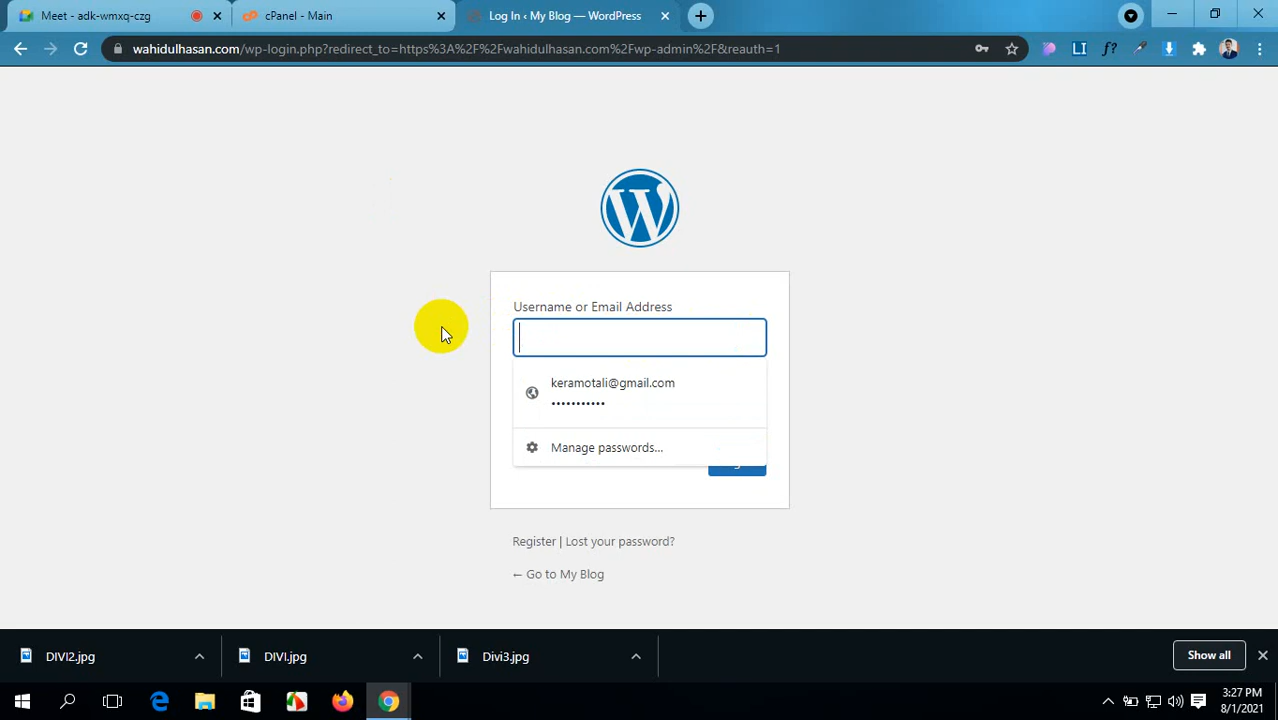 Meet - adk-wmxq-czg
cPanel - Main
Log In ‹ My Blog — WordPress
wahidulhasan.com/wp-login.php?redirect_to=https%3A%2F%2Fwahidulhasan.com%2Fwp-admin%2F&reauth=1
LI
f?
W
Username or Email Address
keramotali@gmail.com
•••••••••••
Manage passwords...
Register | Lost your password?
← Go to My Blog
DIVI2.jpg
DIVI.jpg
Divi3.jpg
Show all
3:27 PM
8/1/2021